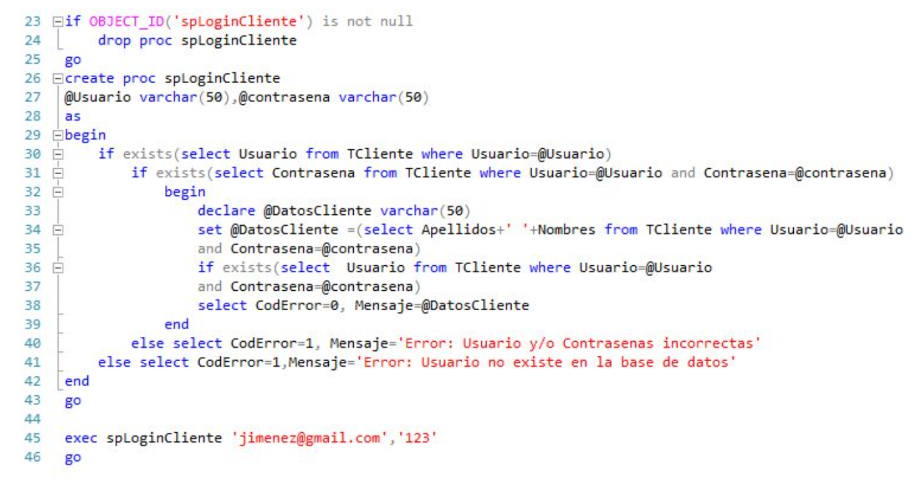 23 if OBJECT_ID('spLoginCliente') is not null
24 drop proc spLoginCliente
25 go
26 create proc spLoginCliente
27 @Usuario varchar(50),@contrasena varchar(50)
28 as
29 begin
30 if exists(select Usuario from TCliente where Usuario=@Usuario)
31 if exists(select Contrasena from TCliente where Usuario=@Usuario and Contrasena=@contrasena)
32 begin
33 declare @DatosCliente varchar(50)
34 set @DatosCliente =(select Apellidos+' '+Nombres from TCliente where Usuario=@Usuario
35 and Contrasena=@contrasena)
36 if exists(select  Usuario from TCliente where Usuario=@Usuario
37 and Contrasena=@contrasena)
38 select CodError=0, Mensaje=@DatosCliente
39 end
40 else select CodError=1, Mensaje='Error: Usuario y/o Contrasenas incorrectas'
41 else select CodError=1,Mensaje='Error: Usuario no existe en la base de datos'
42 end
43 go
44
45 exec spLoginCliente 'jimenez@gmail.com','123'
46 go